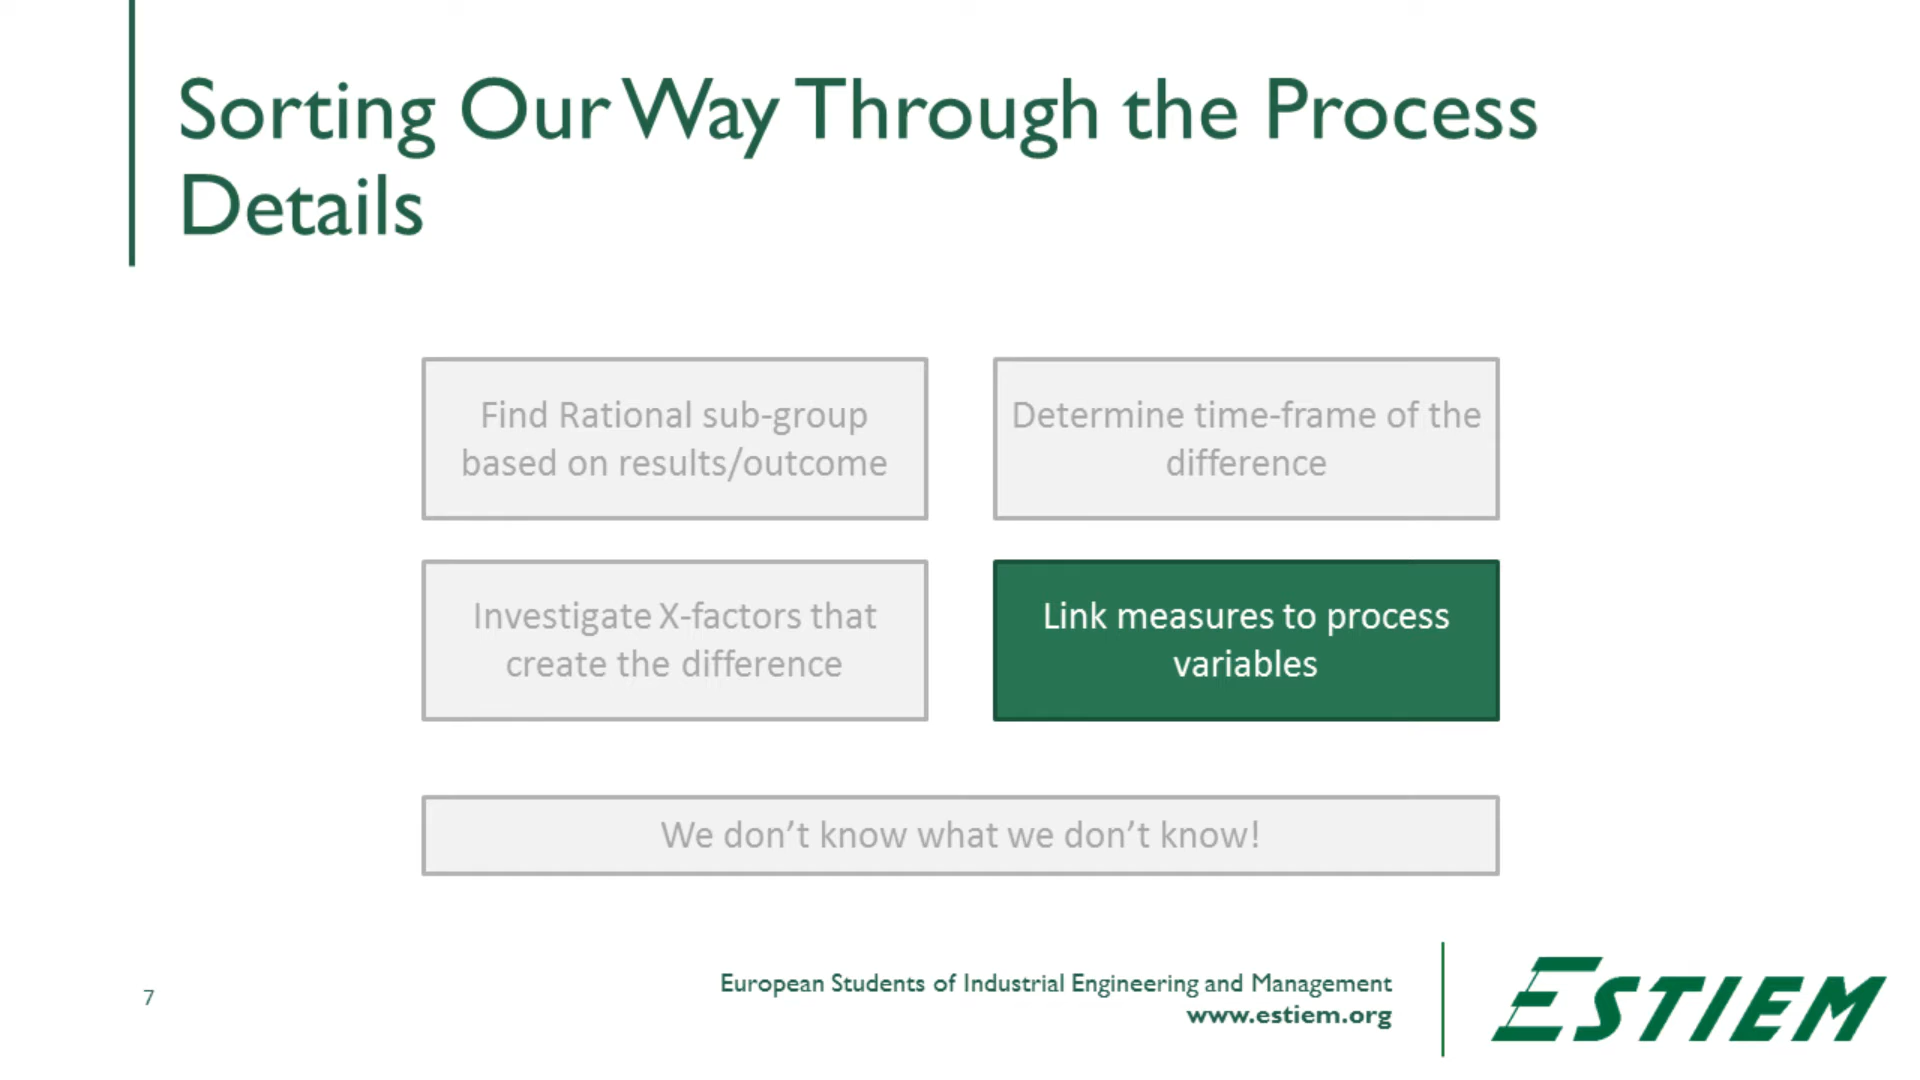 Sorting Our Way Through the Process
Details
Find Rational sub-group
based on results/outcome
Determine time-frame of the
difference
Investigate X-factors that
create the difference
Link measures to process
variables
We don’t know what we don’t know!
7
European Students of Industrial Engineering and Management
www.estiem.org
ESTIEM